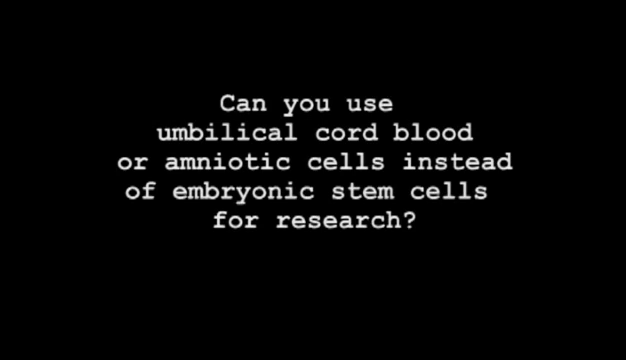 Can you use
umbilical cord blood
or amniotic cells instead
of embryonic stem cells
for research?